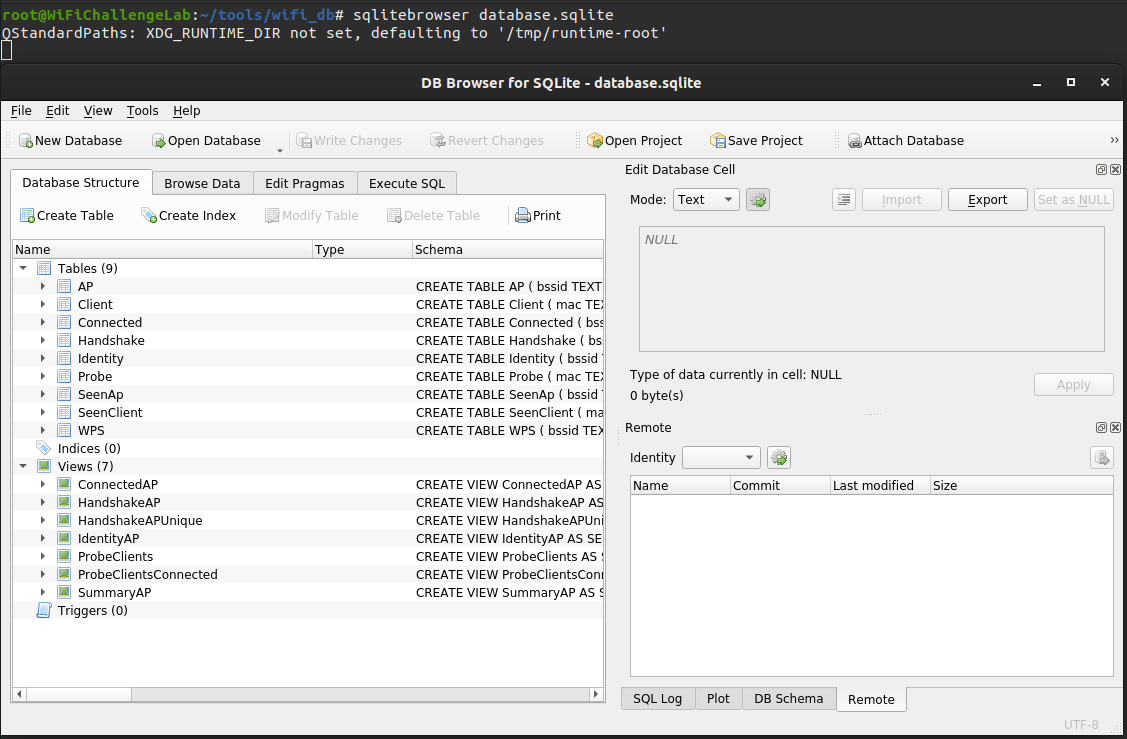 root@WiFiChallengeLab:~/tools/wifi_db# sqlitebrowser database.sqlite
QStandardPaths: XDG_RUNTIME_DIR not set, defaulting to '/tmp/runtime-root'
DB Browser for SQLite - database.sqlite
File Edit View Tools Help
New Database Open Database Write Changes Revert Changes Open Project Save Project Attach Database »
Database Structure Browse Data Edit Pragmas Execute SQL
Create Table Create Index Modify Table Delete Table Print
Name Type Schema
Tables (9)
AP CREATE TABLE AP ( bssid TEXT
Client CREATE TABLE Client ( mac TEX
Connected CREATE TABLE Connected ( bss
Handshake CREATE TABLE Handshake ( bs
Identity CREATE TABLE Identity ( bssid T
Probe CREATE TABLE Probe ( mac TEX
SeenAp CREATE TABLE SeenAp ( bssid T
SeenClient CREATE TABLE SeenClient ( ma
WPS CREATE TABLE WPS ( bssid TEX
Indices (0)
Views (7)
ConnectedAP CREATE VIEW ConnectedAP AS
HandshakeAP CREATE VIEW HandshakeAP AS
HandshakeAPUnique CREATE VIEW HandshakeAPUni
IdentityAP CREATE VIEW IdentityAP AS SE
ProbeClients CREATE VIEW ProbeClients AS S
ProbeClientsConnected CREATE VIEW ProbeClientsConn
SummaryAP CREATE VIEW SummaryAP AS S
Triggers (0)
Edit Database Cell
Mode: Text Import Export Set as NULL
NULL
Type of data currently in cell: NULL
0 byte(s)
Apply
Remote
Identity
Name Commit Last modified Size
SQL Log Plot DB Schema Remote
UTF-8